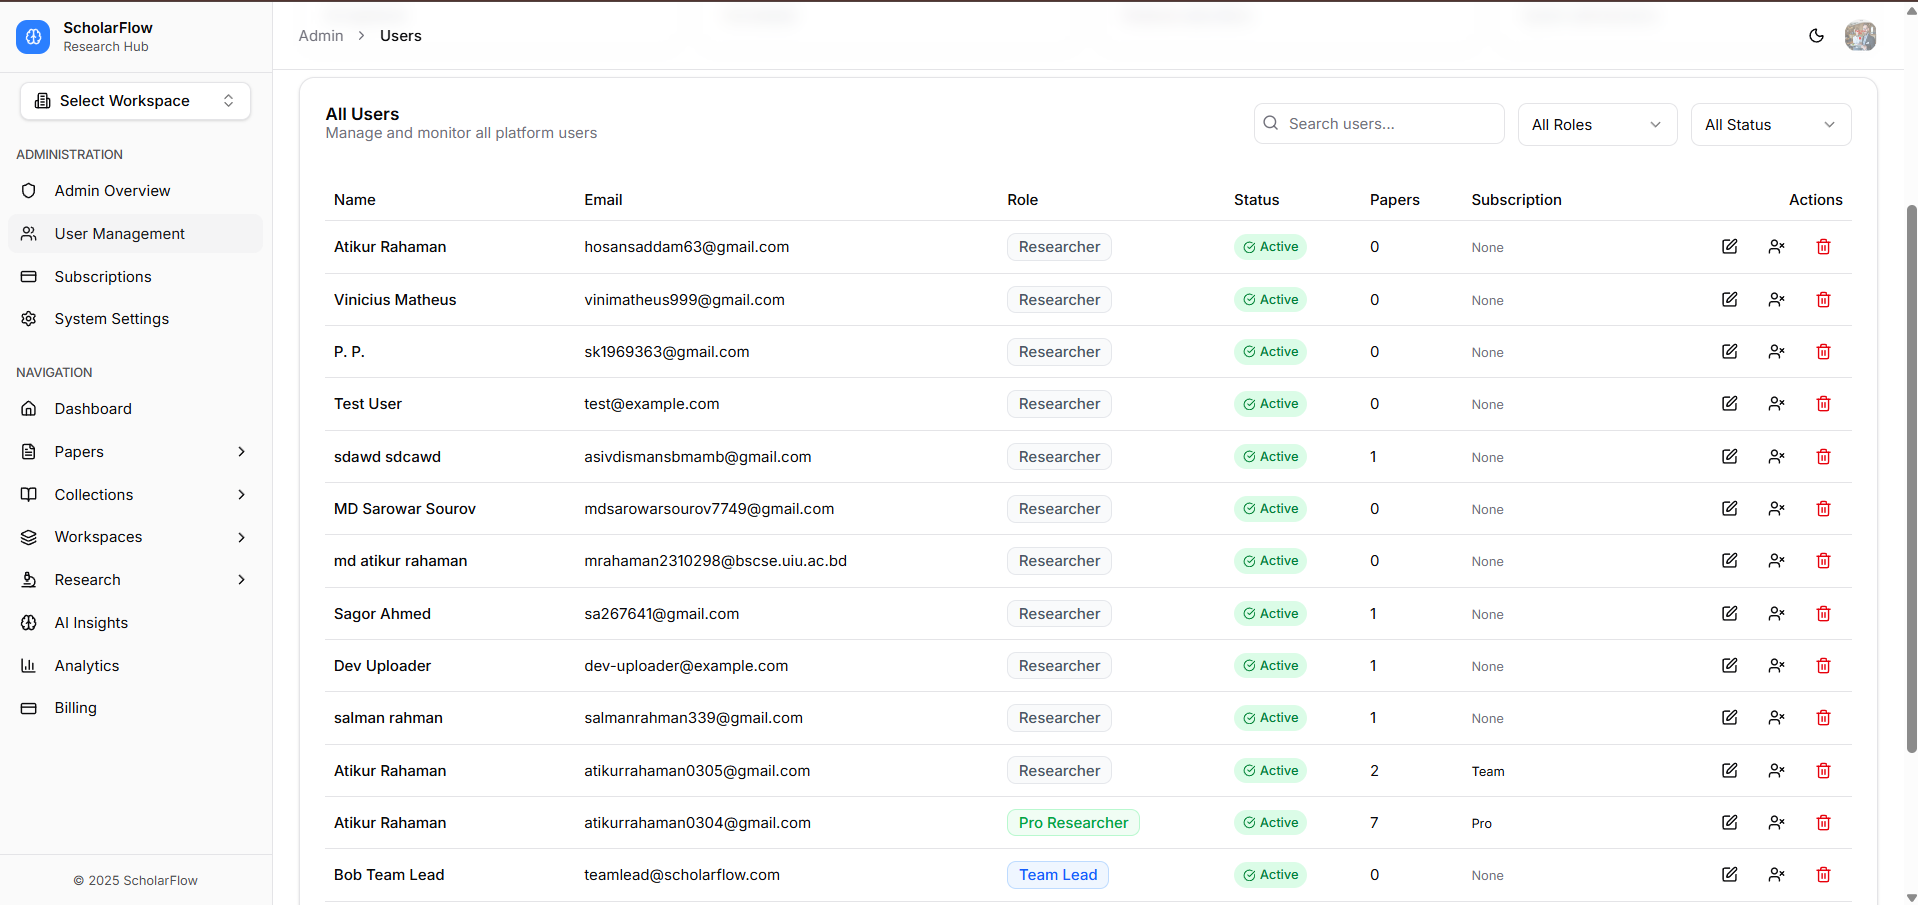 ScholarFlow
Research Hub
Select Workspace
ADMINISTRATION
Admin Overview
User Management
Subscriptions
System Settings
NAVIGATION
Dashboard
Papers
Collections
Workspaces
Research
AI Insights
Analytics
Billing
© 2025 ScholarFlow
Admin > Users
All Users
Manage and monitor all platform users
Search users...
All Roles
All Status
Name Email Role Status Papers Subscription Actions
Atikur Rahaman hosansaddam63@gmail.com Researcher Active 0 None
Vinicius Matheus vinimatheus999@gmail.com Researcher Active 0 None
P. P. sk1969363@gmail.com Researcher Active 0 None
Test User test@example.com Researcher Active 0 None
sdawd sdcawd asivdismansbmamb@gmail.com Researcher Active 1 None
MD Sarowar Sourov mdsarowarsourov7749@gmail.com Researcher Active 0 None
md atikur rahaman mrahaman2310298@bscse.uiu.ac.bd Researcher Active 0 None
Sagor Ahmed sa267641@gmail.com Researcher Active 1 None
Dev Uploader dev-uploader@example.com Researcher Active 1 None
salman rahman salmanrahman339@gmail.com Researcher Active 1 None
Atikur Rahaman atikurrahaman0305@gmail.com Researcher Active 2 Team
Atikur Rahaman atikurrahaman0304@gmail.com Pro Researcher Active 7 Pro
Bob Team Lead teamlead@scholarflow.com Team Lead Active 0 None